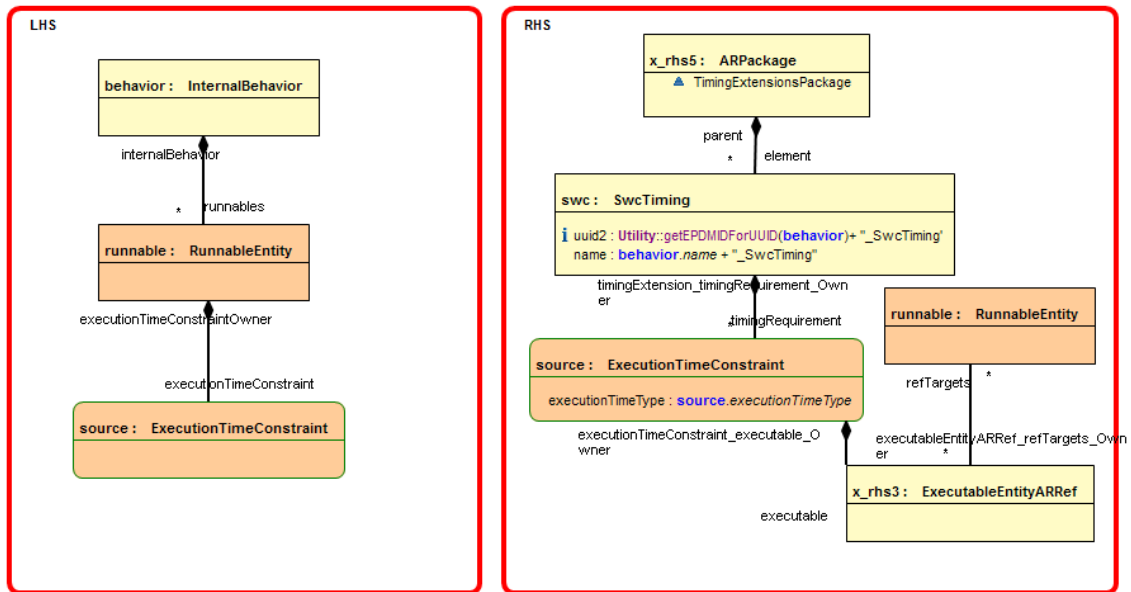 LHS
behavior : InternalBehavior
internalBehavior
* runnables
runnable : RunnableEntity
executionTimeConstraintOwner
executionTimeConstraint
source : ExecutionTimeConstraint
RHS
x_rhs5 : ARPackage
TimingExtensionsPackage
parent
* element
swc : SwcTiming
i uuid2 : Utility::getEPDMIDForUUID(behavior)+ "_SwcTiming'
name : behavior.name + "_SwcTiming"
timingExtension_timingRequirement_Own
er
*
timingRequirement
runnable : RunnableEntity
refTargets *
source : ExecutionTimeConstraint
executionTimeType : source.executionTimeType
executionTimeConstraint_executable_O
wner
executableEntityARRef_refTargets_Own
er *
x_rhs3 : ExecutableEntityARRef
executable